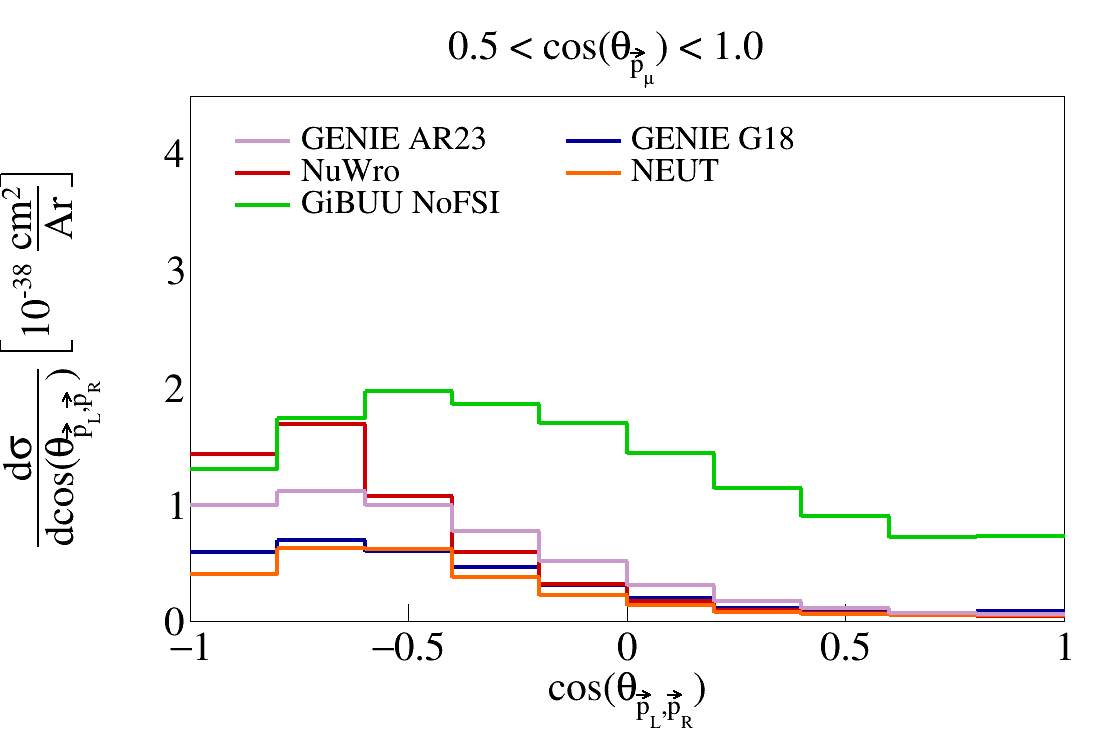 0.5 < cos(θ_{p⃗_μ}) < 1.0
GENIE AR23
GENIE G18
NuWro
NEUT
GiBUU NoFSI
dσ/dcos(θ_{p⃗_L,p⃗_R}) [10^{-38} cm^2/Ar]
4
3
2
1
0
−1
−0.5
0
0.5
1
cos(θ_{p⃗_L,p⃗_R})